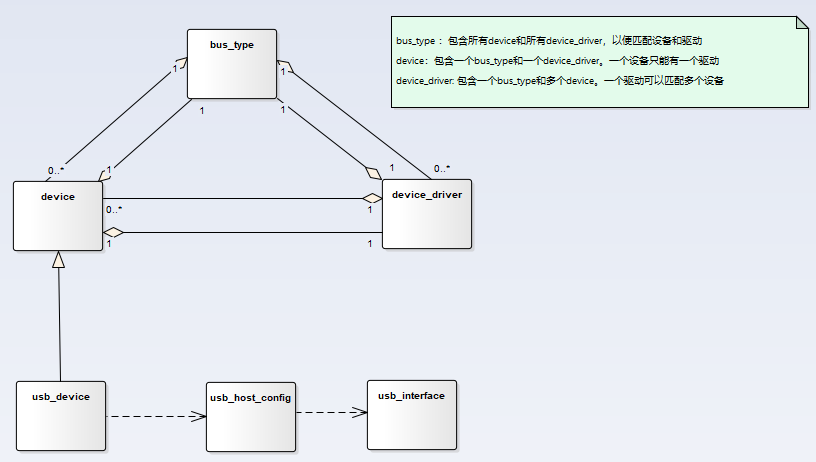 bus_type
bus_type： 包含所有device和所有device_driver，以便匹配设备和驱动
device：包含一个bus_type和一个device_driver。一个设备只能有一个驱动
device_driver: 包含一个bus_type和多个device。一个驱动可以匹配多个设备
1
1
1
1
0..*
1
1
0..*
device
device_driver
0..*
1
1
1
usb_device
usb_host_config
usb_interface